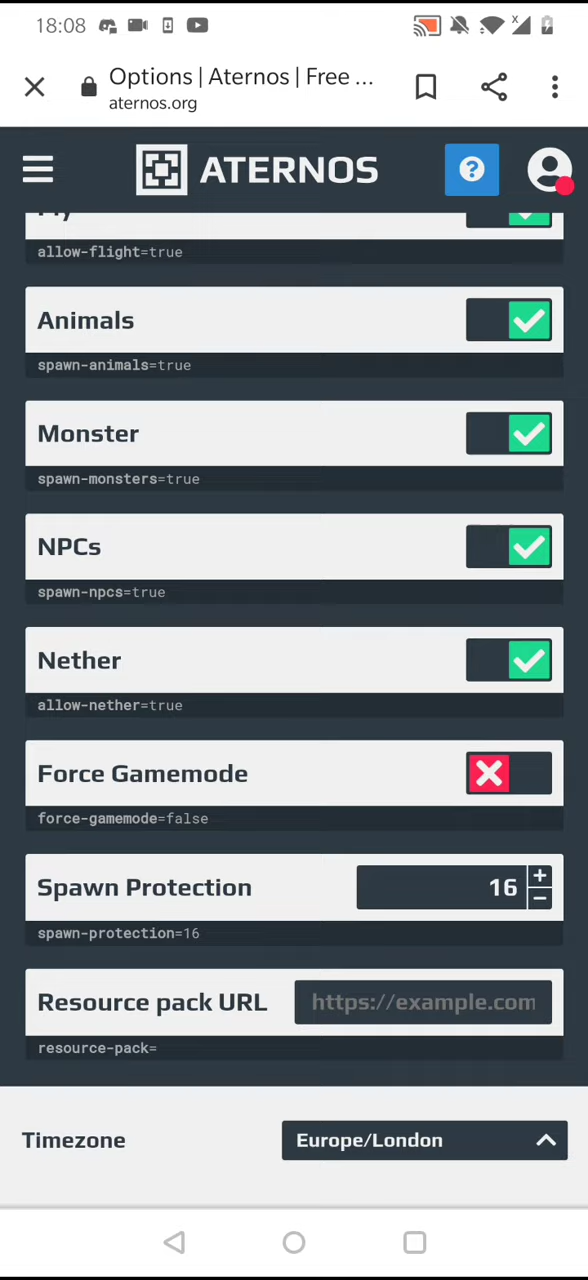 18:08
Options | Aternos | Free ...
aternos.org
ATERNOS
?
allow-flight=true
Animals
spawn-animals=true
Monster
spawn-monsters=true
NPCs
spawn-npcs=true
Nether
allow-nether=true
Force Gamemode
force-gamemode=false
Spawn Protection
16
+
−
spawn-protection=16
Resource pack URL
https://example.com
resource-pack=
Timezone
Europe/London